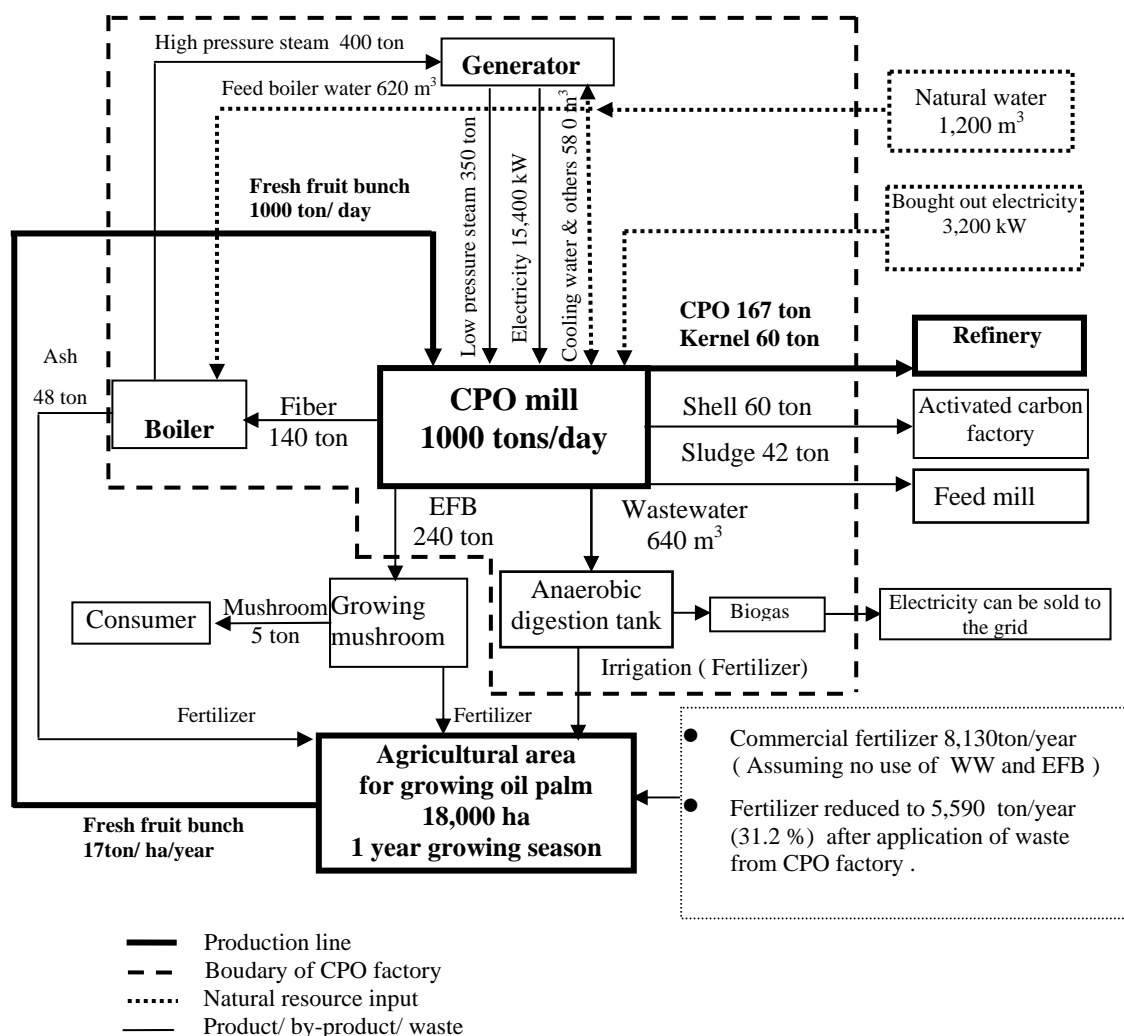 High pressure steam 400 ton
Generator
Feed boiler water 620 m³
Natural water
1,200 m³
Fresh fruit bunch
1000 ton/ day
Low pressure steam 350 ton
Electricity 15,400 kW
Cooling water & others 58 0 m³
Bought out electricity
3,200 kW
CPO 167 ton
Kernel 60 ton
Refinery
Ash
48 ton
Boiler
Fiber
140 ton
CPO mill
1000 tons/day
Shell 60 ton
Activated carbon
factory
Sludge 42 ton
Feed mill
EFB
240 ton
Wastewater
640 m³
Consumer
Mushroom
5 ton
Growing
mushroom
Anaerobic
digestion tank
Biogas
Electricity can be sold to
the grid
Irrigation ( Fertilizer)
Fertilizer
Fertilizer
Agricultural area
for growing oil palm
18,000 ha
1 year growing season
Fresh fruit bunch
17ton/ ha/year
● Commercial fertilizer 8,130ton/year
( Assuming no use of WW and EFB )
● Fertilizer reduced to 5,590 ton/year
(31.2 %) after application of waste
from CPO factory .
Production line
Boudary of CPO factory
Natural resource input
Product/ by-product/ waste